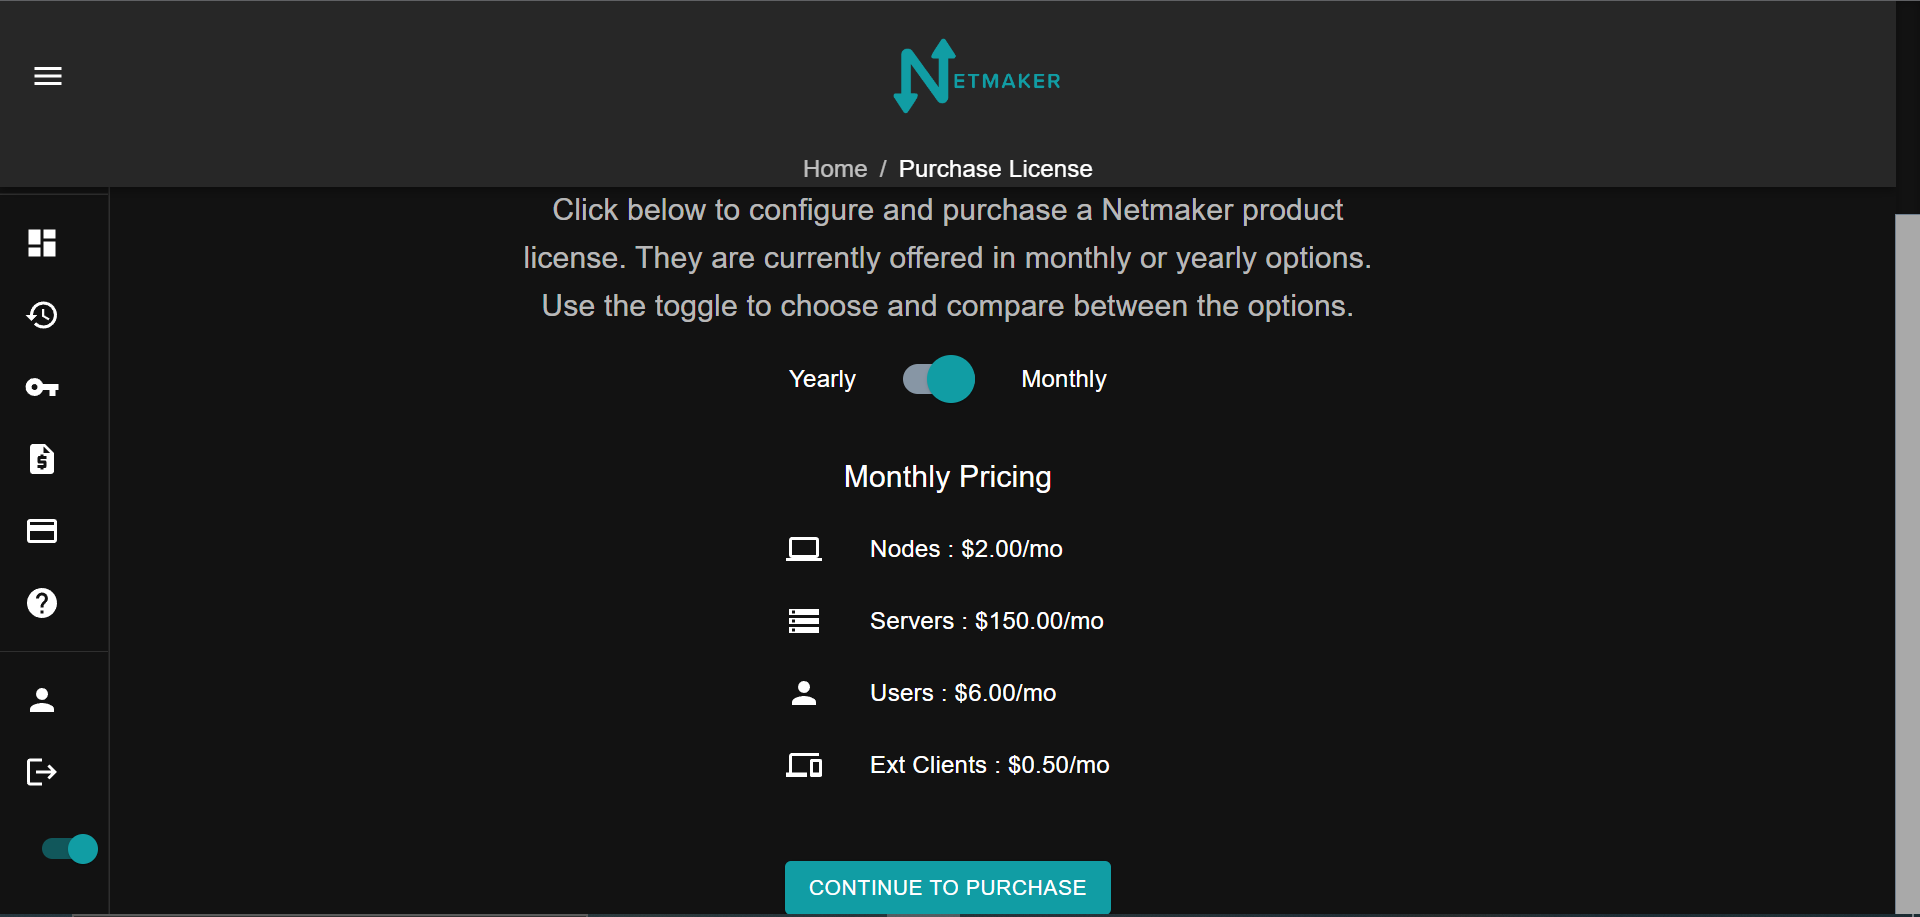 NETMAKER
Home / Purchase License
Click below to configure and purchase a Netmaker product
license. They are currently offered in monthly or yearly options.
Use the toggle to choose and compare between the options.
Yearly Monthly
Monthly Pricing
Nodes : $2.00/mo
Servers : $150.00/mo
Users : $6.00/mo
Ext Clients : $0.50/mo
CONTINUE TO PURCHASE